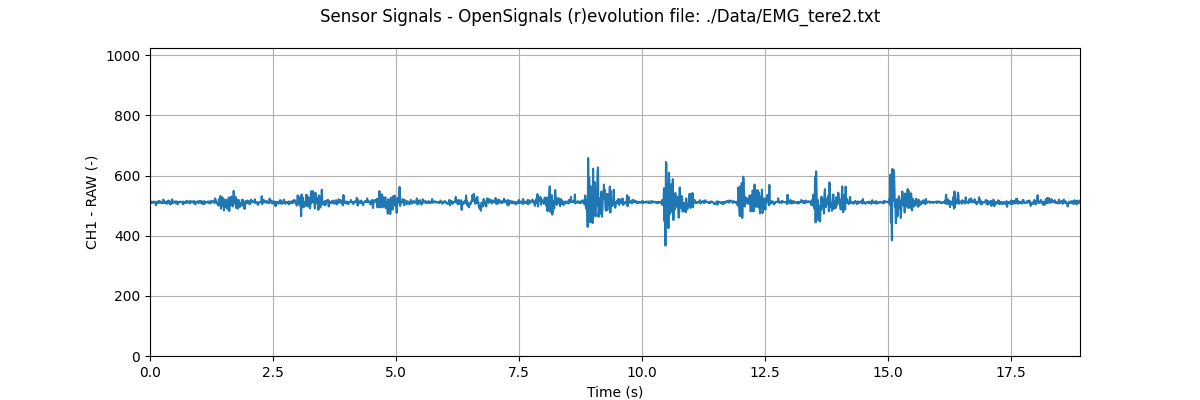 Sensor Signals - OpenSignals (r)evolution file: ./Data/EMG_tere2.txt
CH1 - RAW (-)
1000
800
600
400
200
0
0.0 2.5 5.0 7.5 10.0 12.5 15.0 17.5
Time (s)